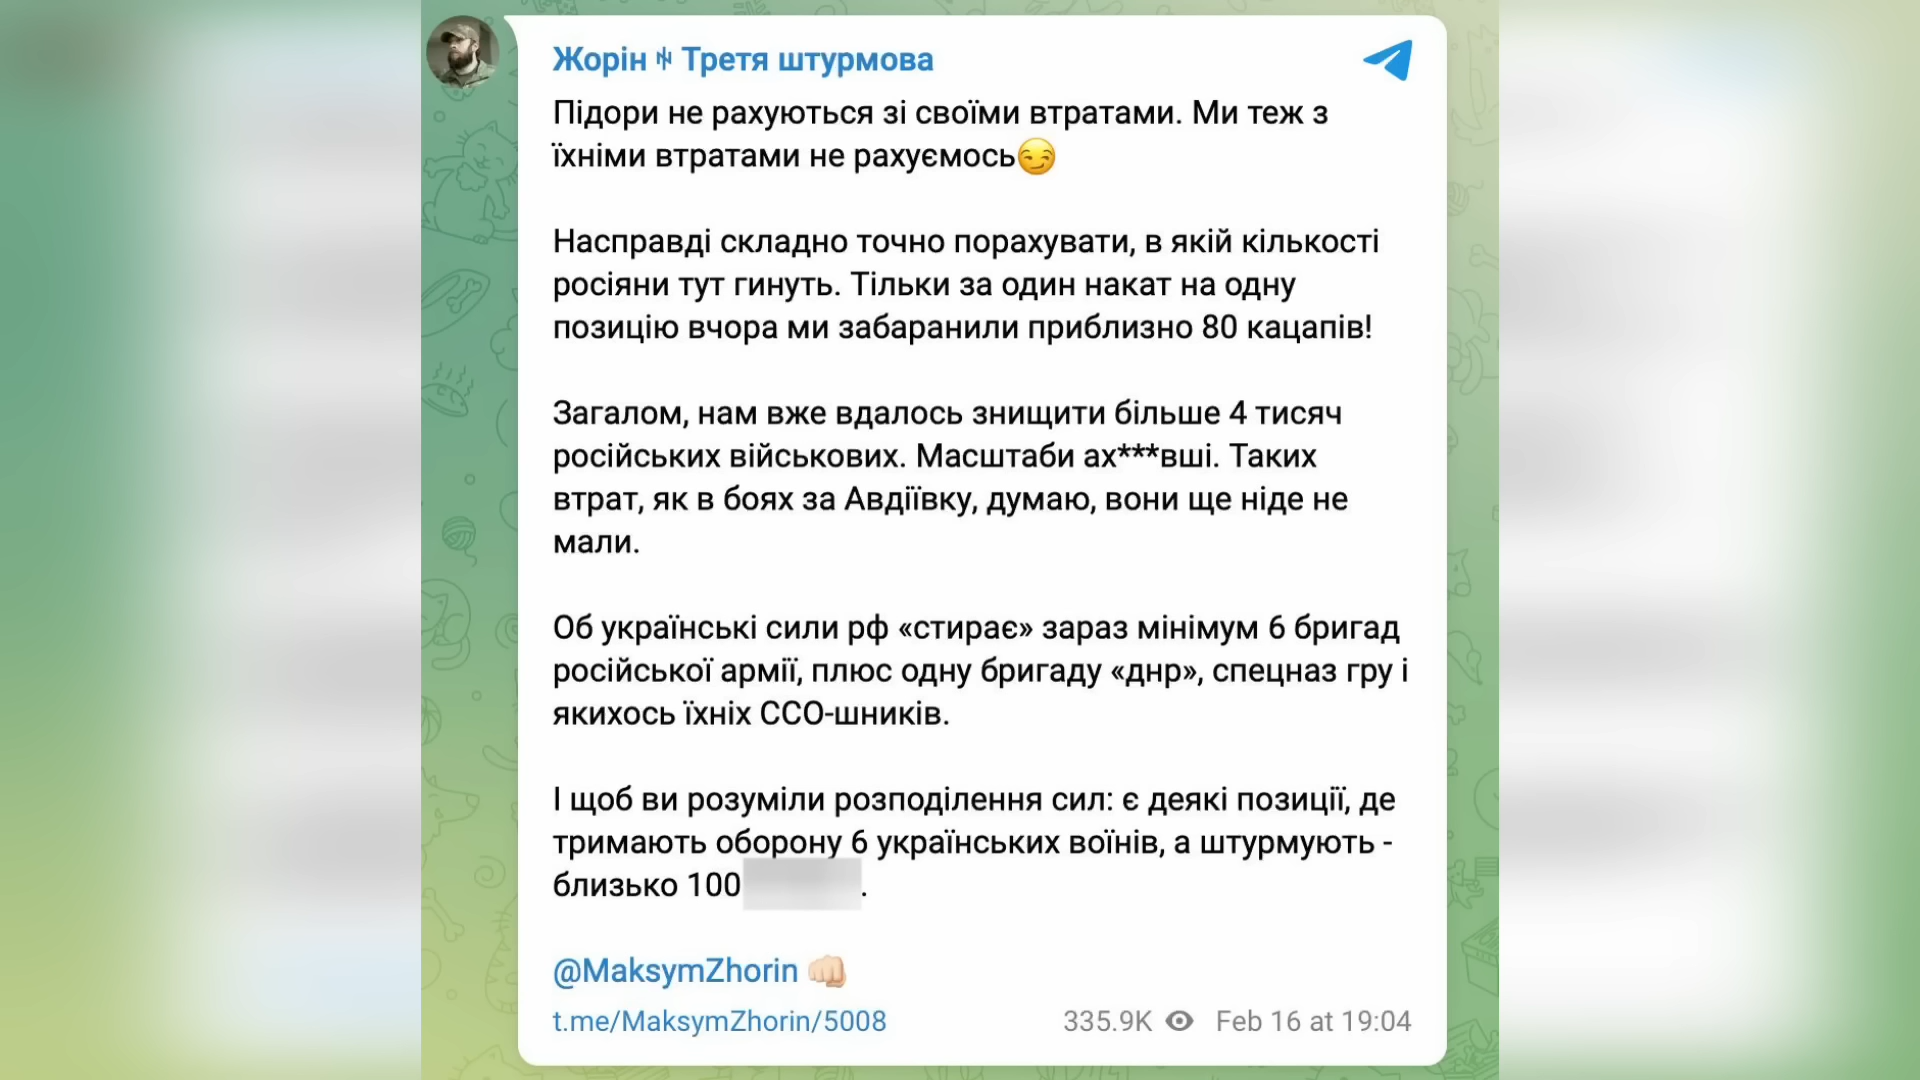 Жорін 🙌 Третя штурмова
Підори не рахуються зі своїми втратами. Ми теж з
їхніми втратами не рахуємось😏
Насправді складно точно порахувати, в якій кількості
росіяни тут гинуть. Тільки за один накат на одну
позицію вчора ми забаранили приблизно 80 кацапів!
Загалом, нам вже вдалось знищити більше 4 тисяч
російських військових. Масштаби ах***вші. Таких
втрат, як в боях за Авдіївку, думаю, вони ще ніде не
мали.
Об українські сили рф «стирає» зараз мінімум 6 бригад
російської армії, плюс одну бригаду «днр», спецназ гру і
якихось їхніх ССО-шників.
І щоб ви розуміли розподілення сил: є деякі позиції, де
тримають оборону 6 українських воїнів, а штурмують -
близько 100 .
@MaksymZhorin 👊🏻
t.me/MaksymZhorin/5008
335.9K Feb 16 at 19:04